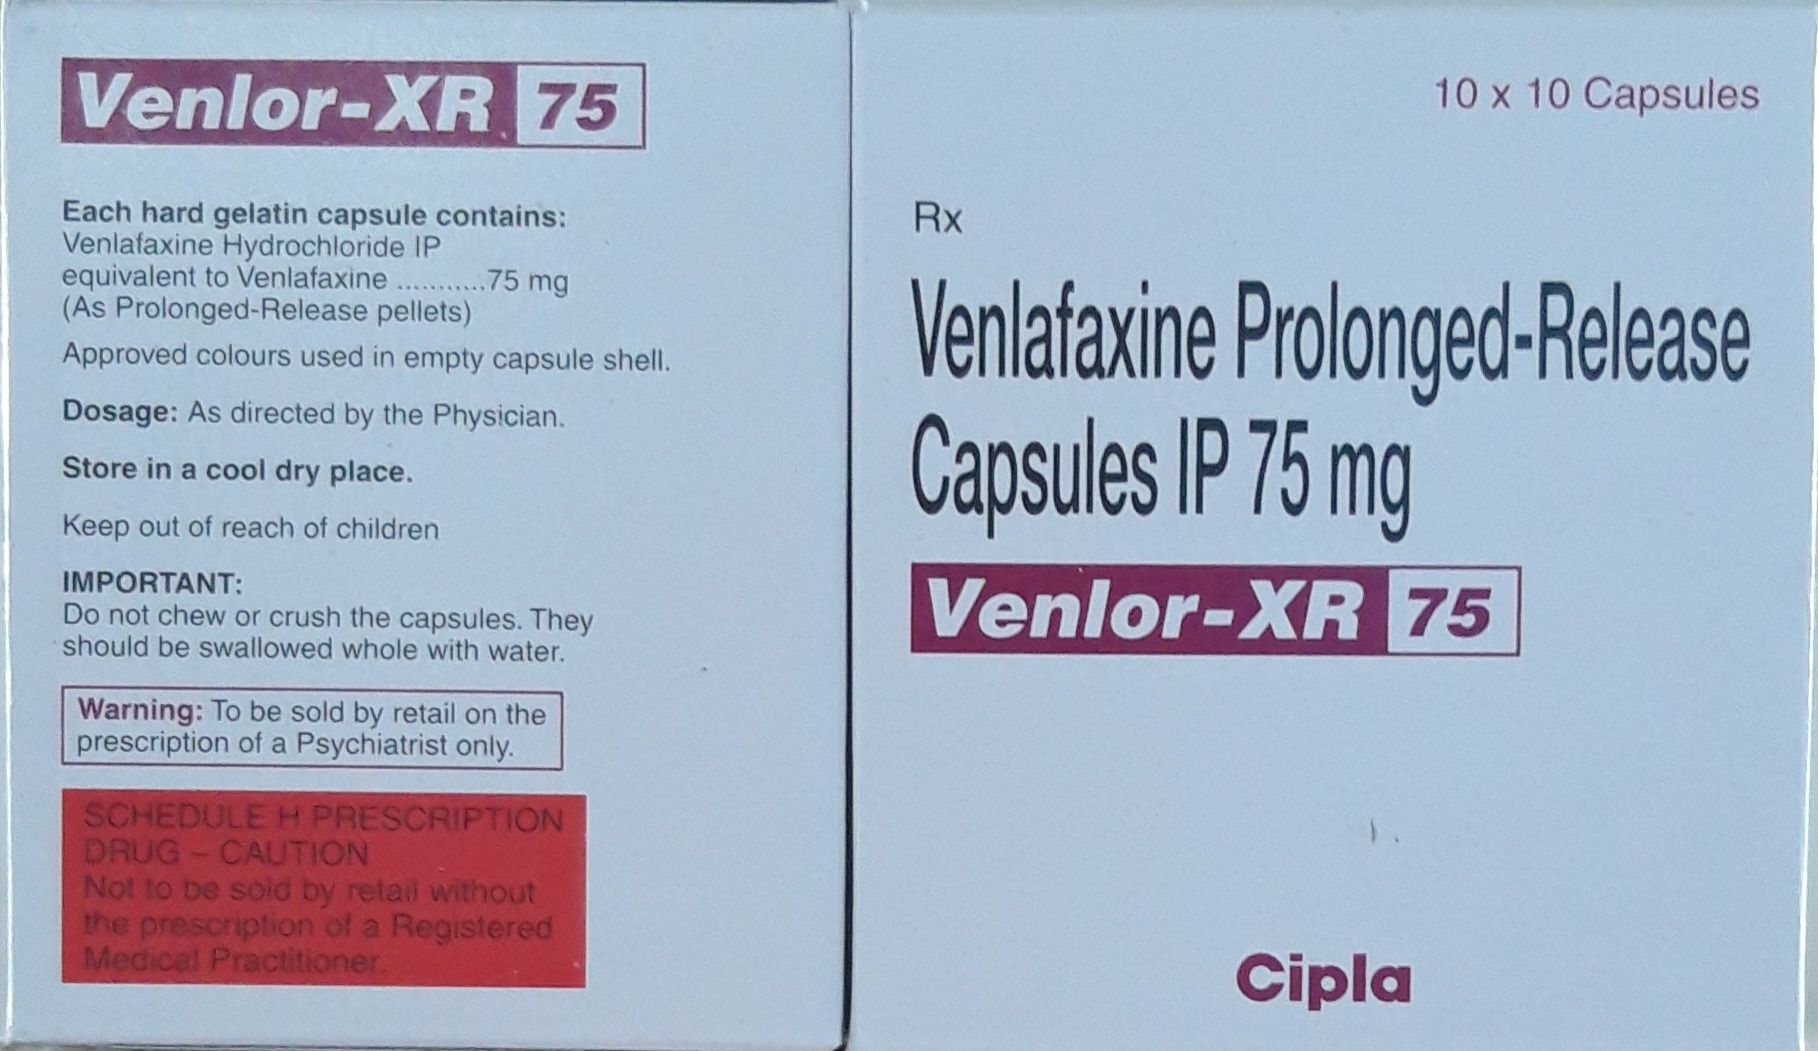 Venlor-XR 75
Each hard gelatin capsule contains:
Venlafaxine Hydrochloride IP
equivalent to Venlafaxine ...........75 mg
(As Prolonged-Release pellets)
Approved colours used in empty capsule shell.
Dosage: As directed by the Physician.
Store in a cool dry place.
Keep out of reach of children
IMPORTANT:
Do not chew or crush the capsules. They
should be swallowed whole with water.
Warning: To be sold by retail on the
prescription of a Psychiatrist only.
SCHEDULE H PRESCRIPTION
DRUG – CAUTION
Not to be sold by retail without
the prescription of a Registered
Medical Practitioner.
10 x 10 Capsules
Rx
Venlafaxine Prolonged-Release
Capsules IP 75 mg
Venlor-XR 75
Cipla